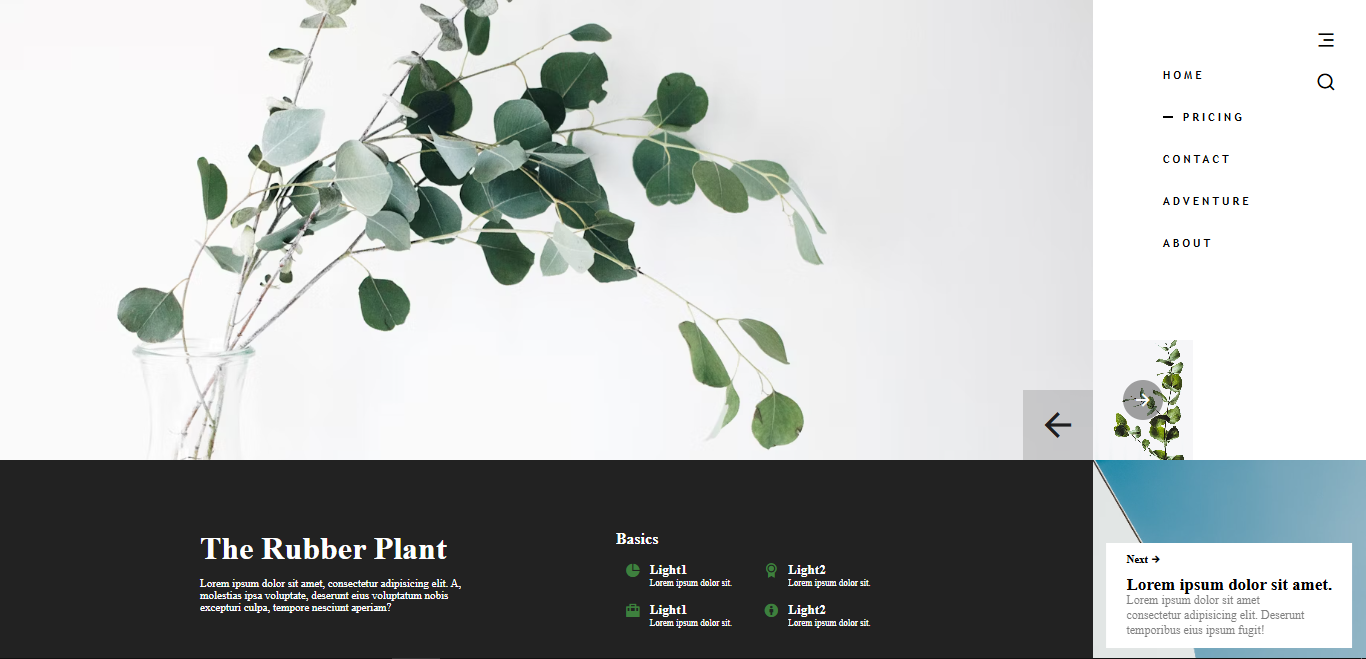 HOME
PRICING
CONTACT
ADVENTURE
ABOUT
The Rubber Plant
Lorem ipsum dolor sit amet, consectetur adipisicing elit. A,
molestias ipsa voluptate, deserunt eius voluptatum nobis
excepturi culpa, tempore nesciunt aperiam?
Basics
Light1
Lorem ipsum dolor sit.
Light2
Lorem ipsum dolor sit.
Light1
Lorem ipsum dolor sit.
Light2
Lorem ipsum dolor sit.
Next →
Lorem ipsum dolor sit amet.
Lorem ipsum dolor sit amet
consectetur adipisicing elit. Deserunt
temporibus eius ipsum fugit!